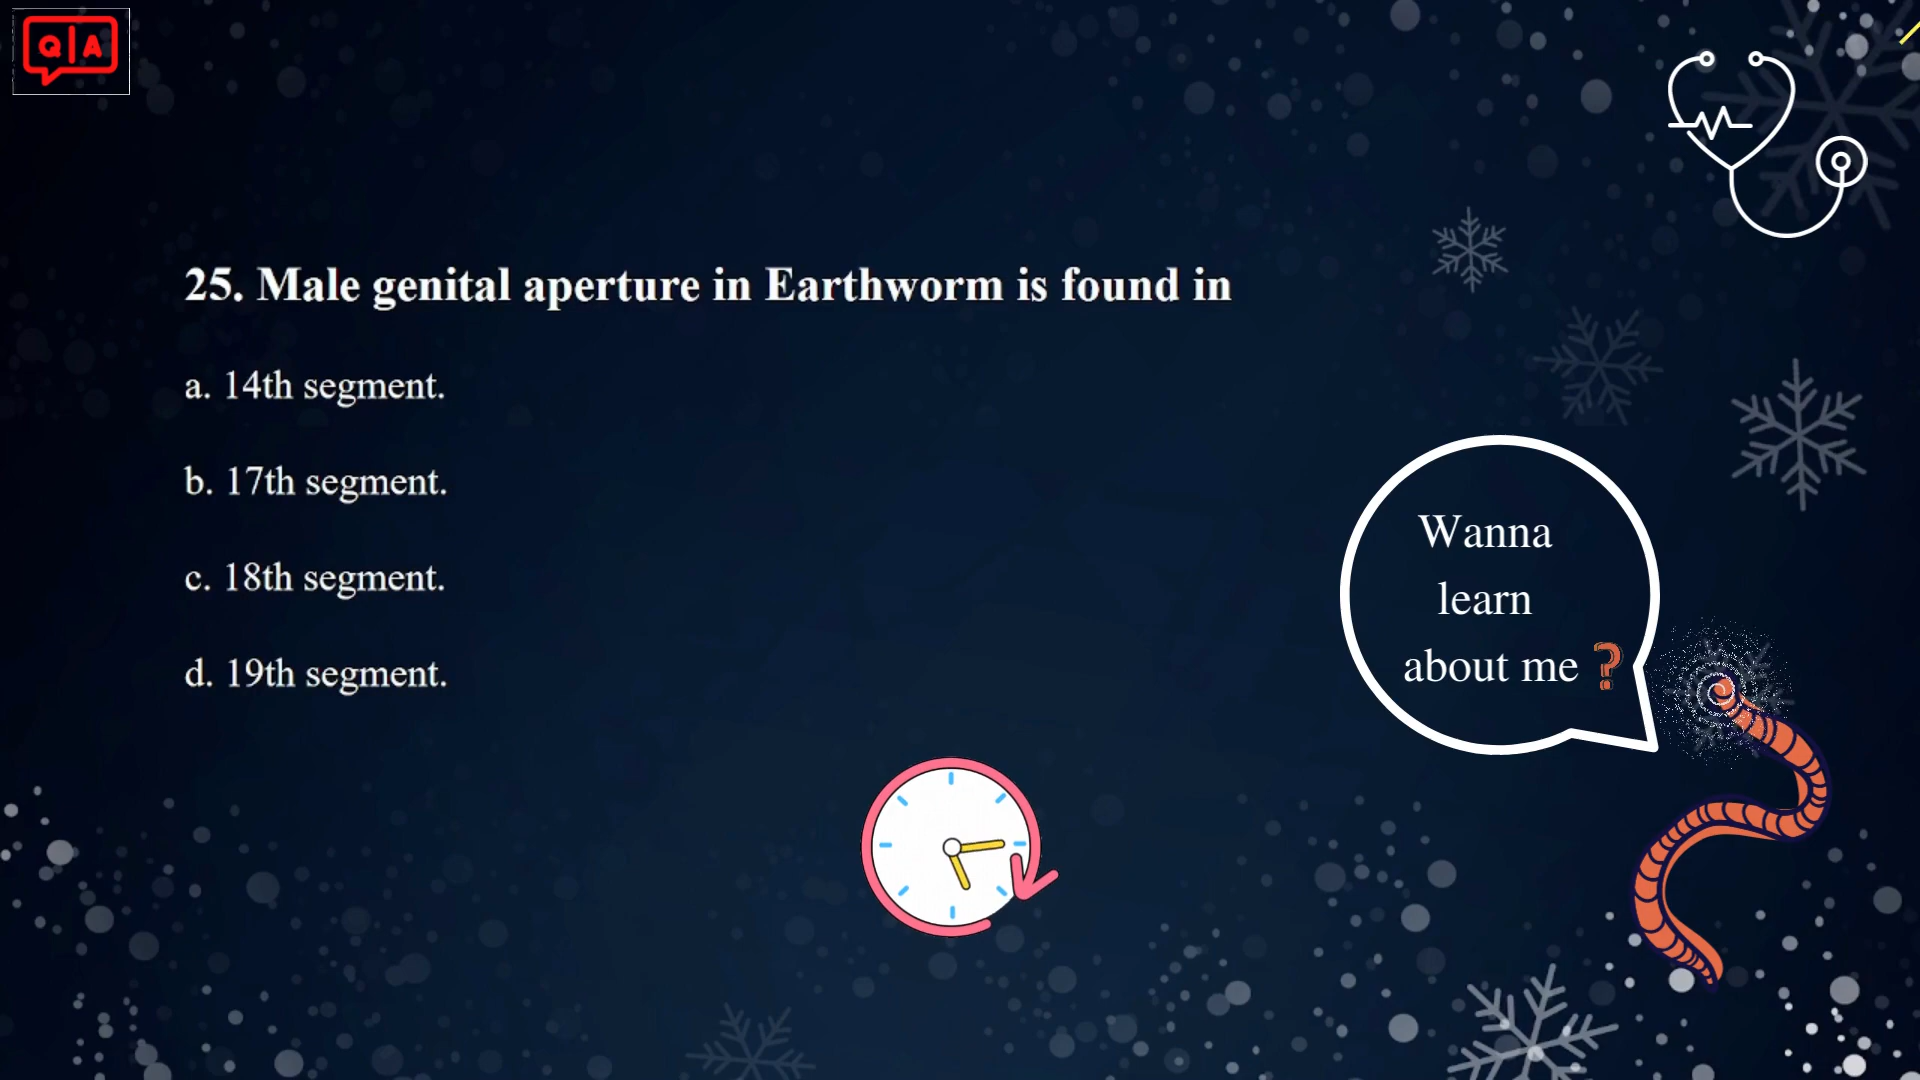 Q|A
25. Male genital aperture in Earthworm is found in
a. 14th segment.
b. 17th segment.
c. 18th segment.
d. 19th segment.
Wanna
learn
about me ?